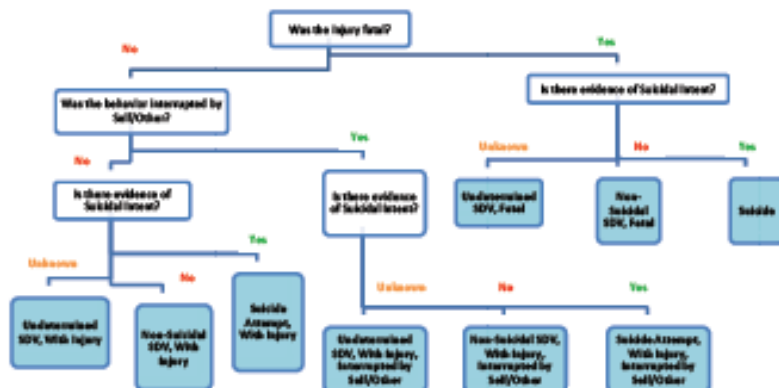 Was the Injury fatal?
No
Yes
Was the behavior interrupted by
Self/Other?
Is there evidence of Suicidal Intent?
No
Yes
Unknown
No
Yes
Is there evidence of
Suicidal Intent?
Is there evidence
of Suicidal Intent?
Undetermined
SDV, Fatal
Non-
Suicidal
SDV, Fatal
Suicide
Unknown
No
Yes
Unknown
No
Yes
Undetermined
SDV, With Injury
Non-Suicidal
SDV, With
Injury
Suicide
Attempt,
With Injury
Undetermined
SDV, With Injury,
Interrupted by
Self/Other
Non-Suicidal SDV,
With Injury,
Interrupted by
Self/Other
Suicide Attempt,
With Injury,
Interrupted by
Self/Other